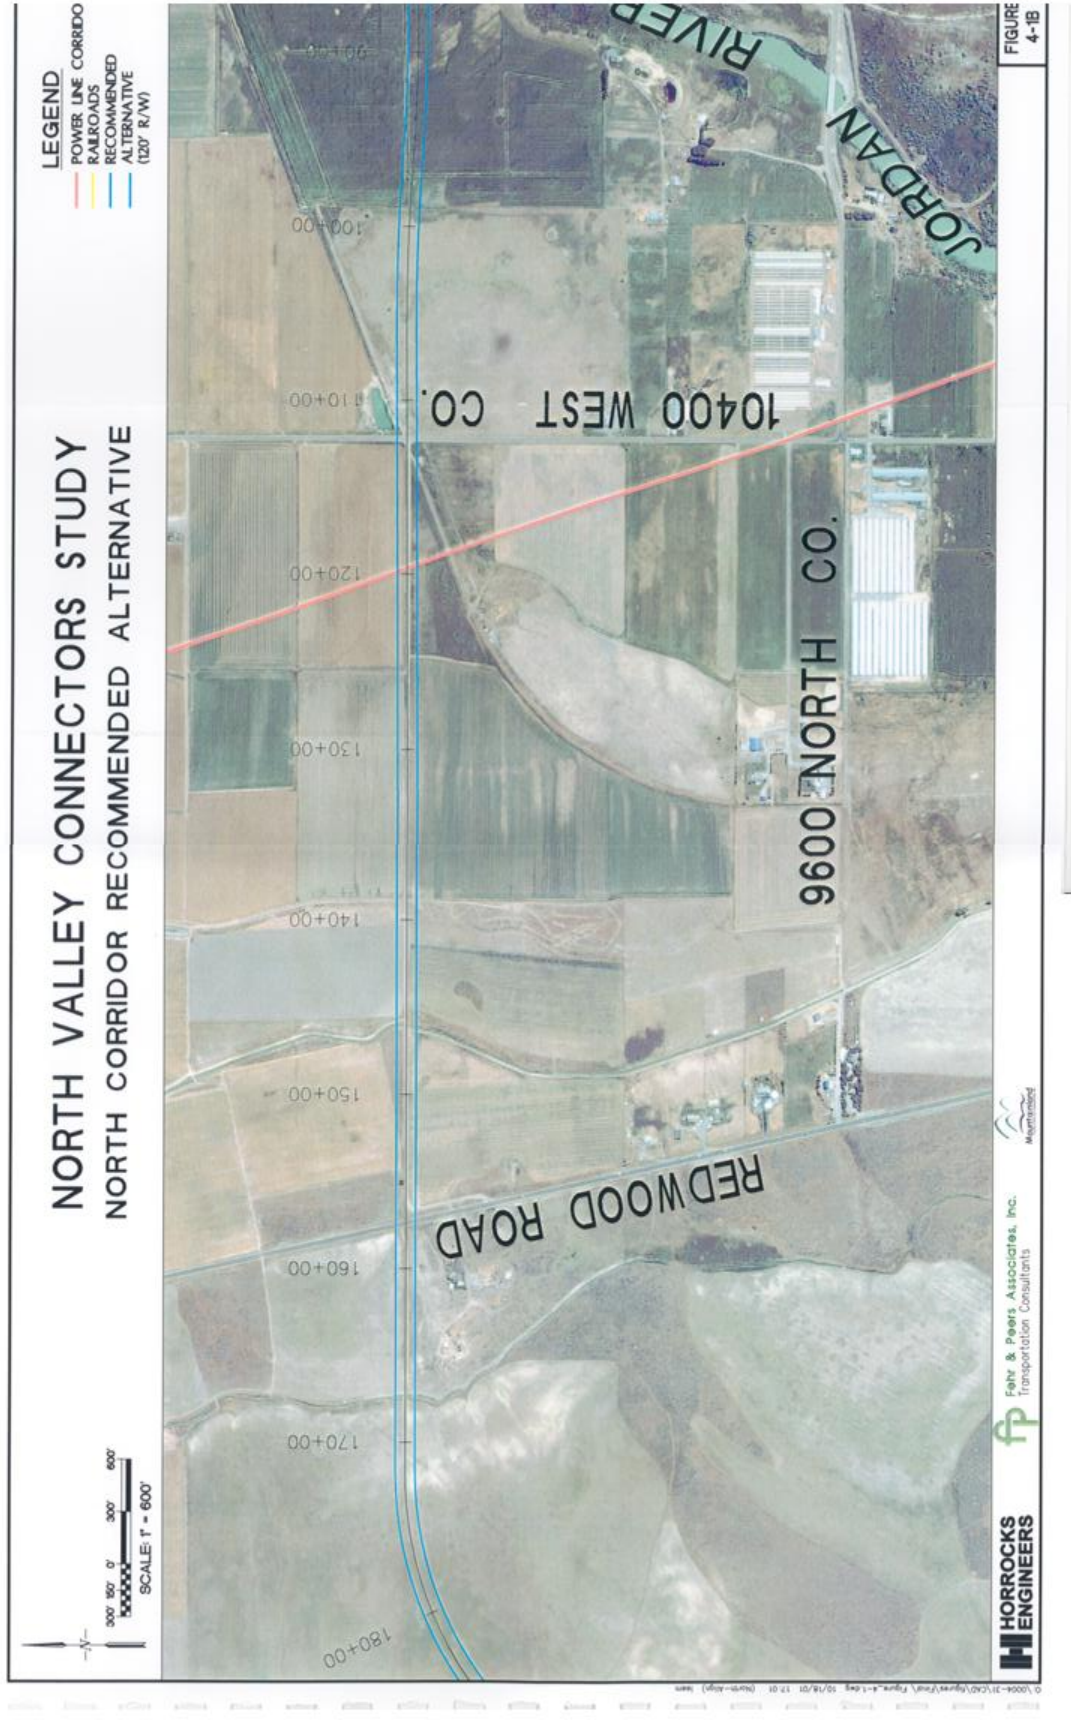 NORTH VALLEY CONNECTORS STUDY
NORTH CORRIDOR RECOMMENDED ALTERNATIVE
-N-
300' 150' 0' 300' 600'
SCALE: 1" = 600'
LEGEND
POWER LINE CORRIDO
RAILROADS
RECOMMENDED
ALTERNATIVE
(120' R/W)
180+00
170+00
160+00
150+00
140+00
130+00
120+00
110+00
100+00
90+00
REDWOOD ROAD
9600 NORTH CO.
10400 WEST CO.
JORDAN
RIVER
HORROCKS
ENGINEERS
fp
Fehr & Peers Associates, Inc.
Transportation Consultants
Mountainland
FIGURE
4-1B